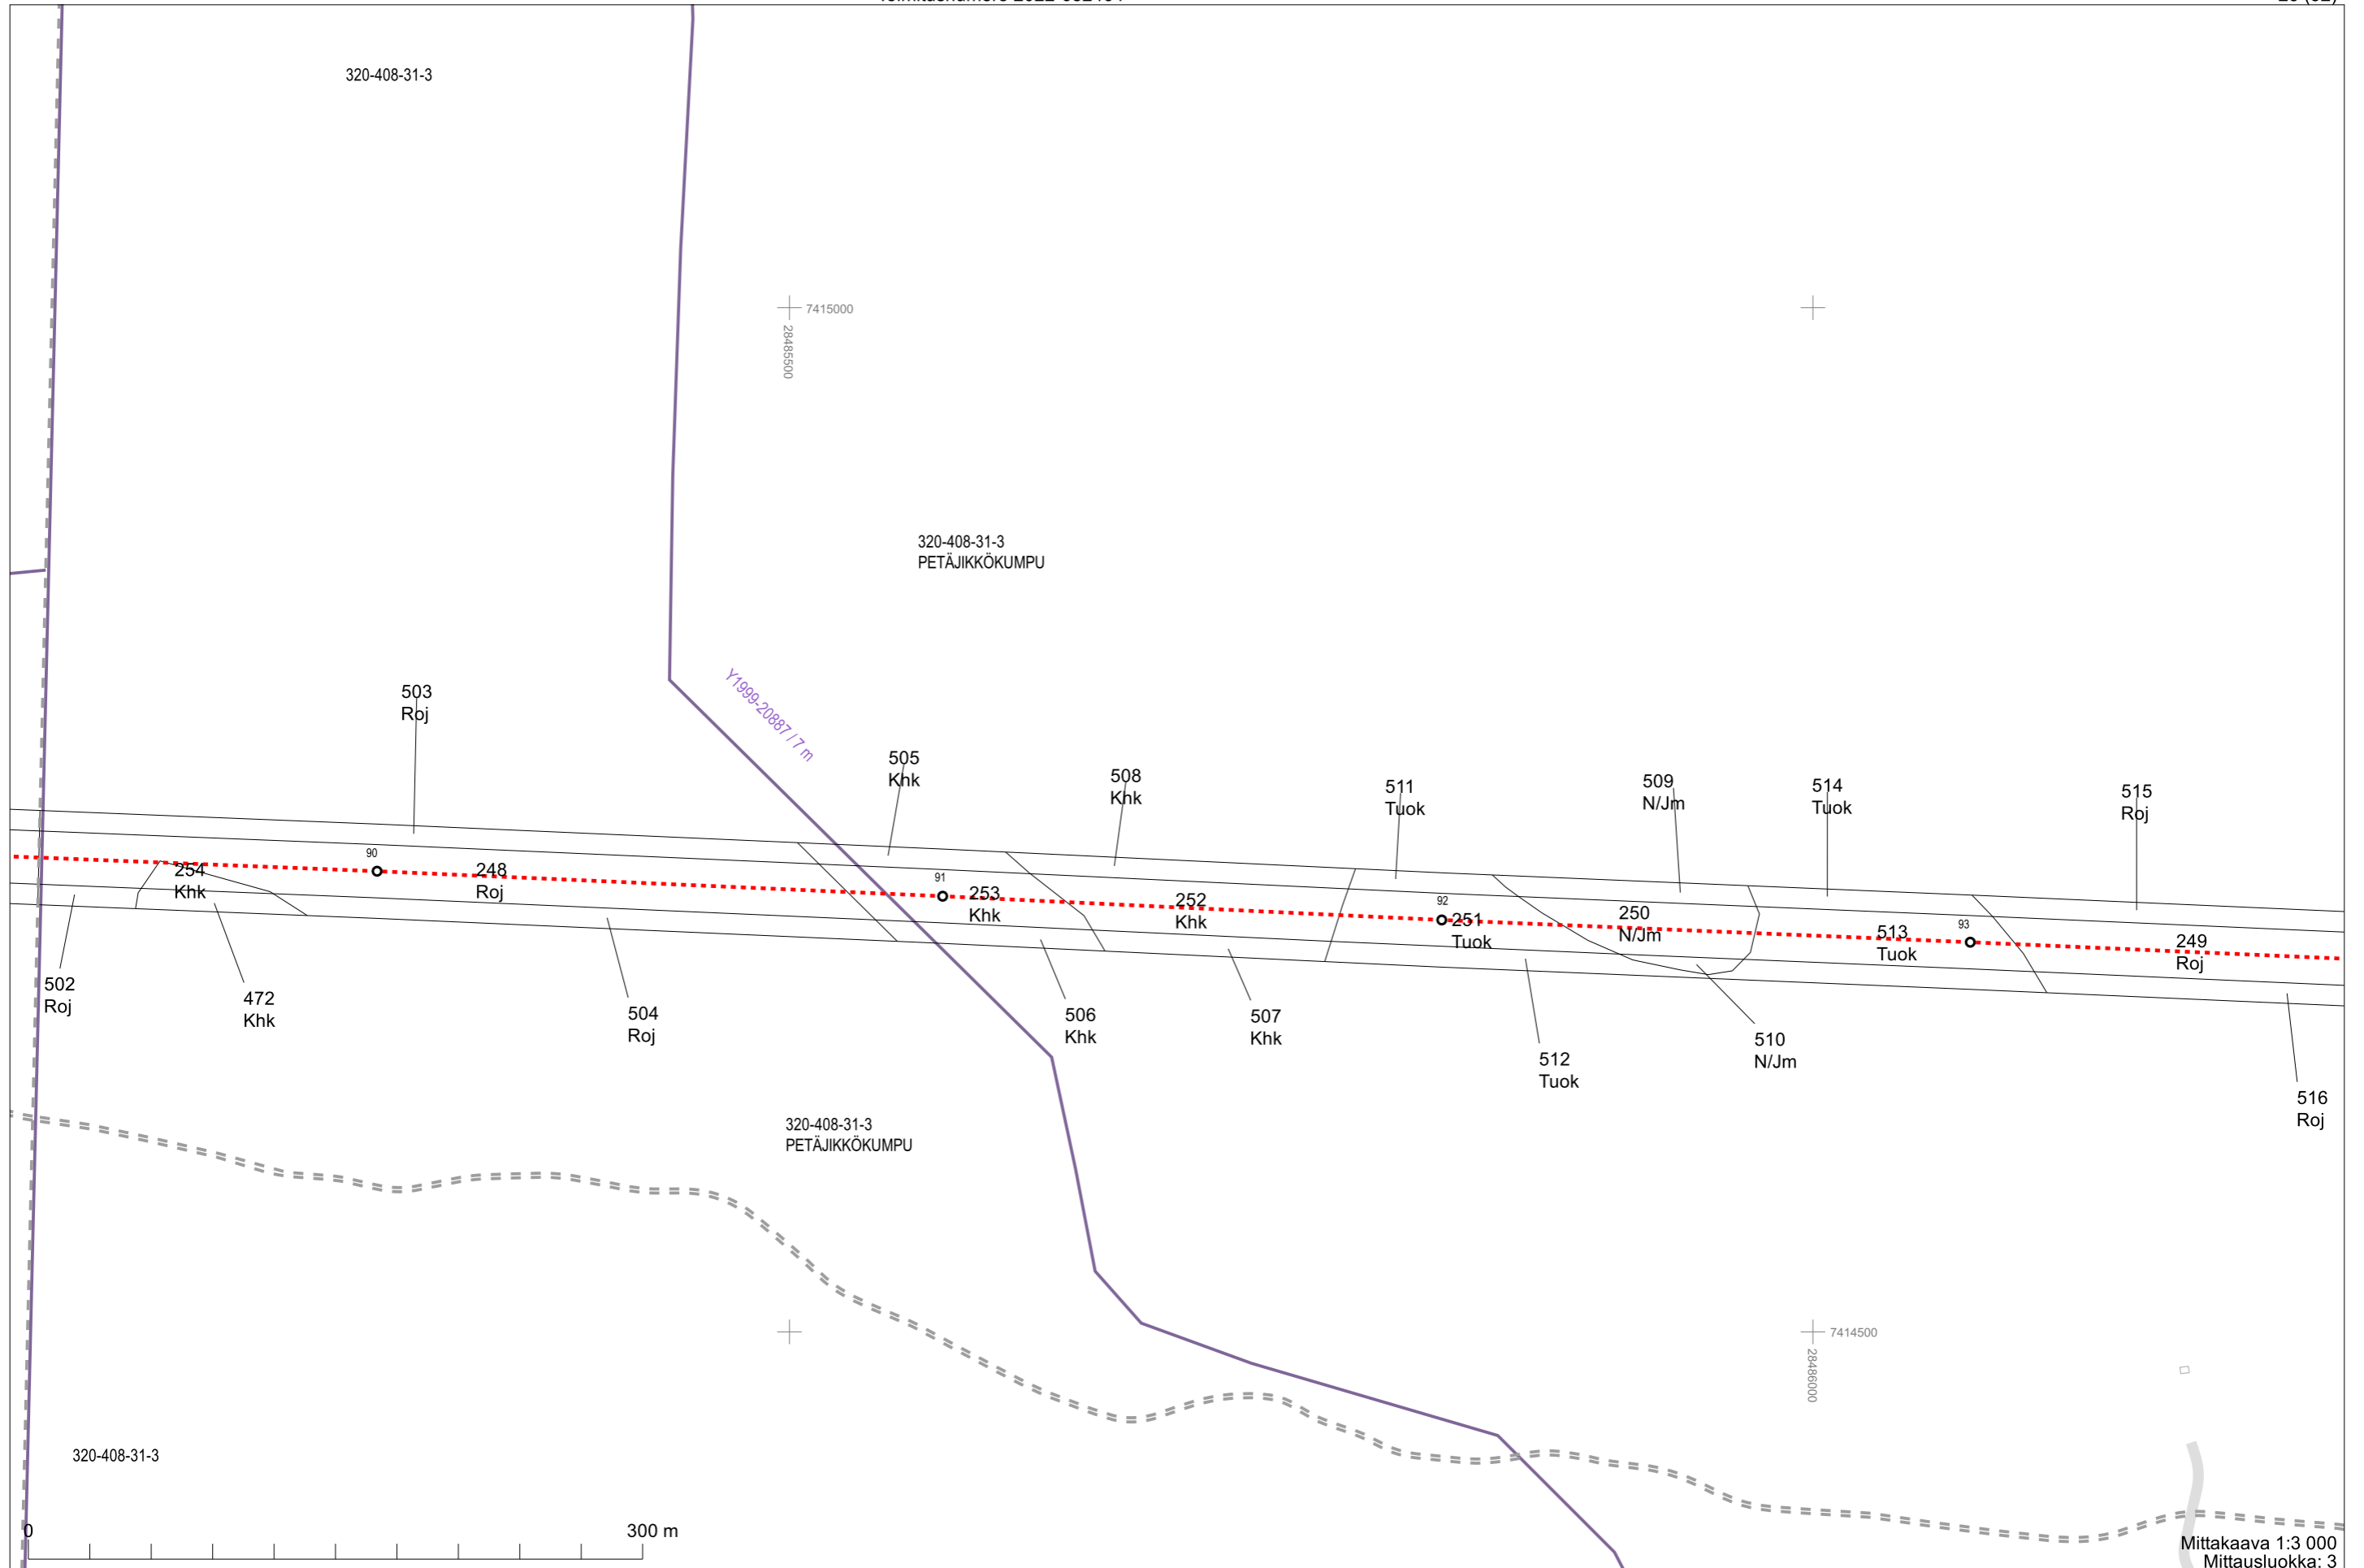 320-408-31-3
7415000
28485500
320-408-31-3
PETÄJIKKÖKUMPU
Y1999-20887 / 7 m
503
Roj
505
Khk
508
Khk
511
Tuok
509
N/Jm
514
Tuok
515
Roj
254
Khk
90
248
Roj
91
253
Khk
252
Khk
92
251
Tuok
250
N/Jm
513
Tuok
93
249
Roj
502
Roj
472
Khk
504
Roj
506
Khk
507
Khk
512
Tuok
510
N/Jm
516
Roj
320-408-31-3
PETÄJIKKÖKUMPU
7414500
28486000
320-408-31-3
0
300 m
Mittakaava 1:3 000
Mittausluokka: 3